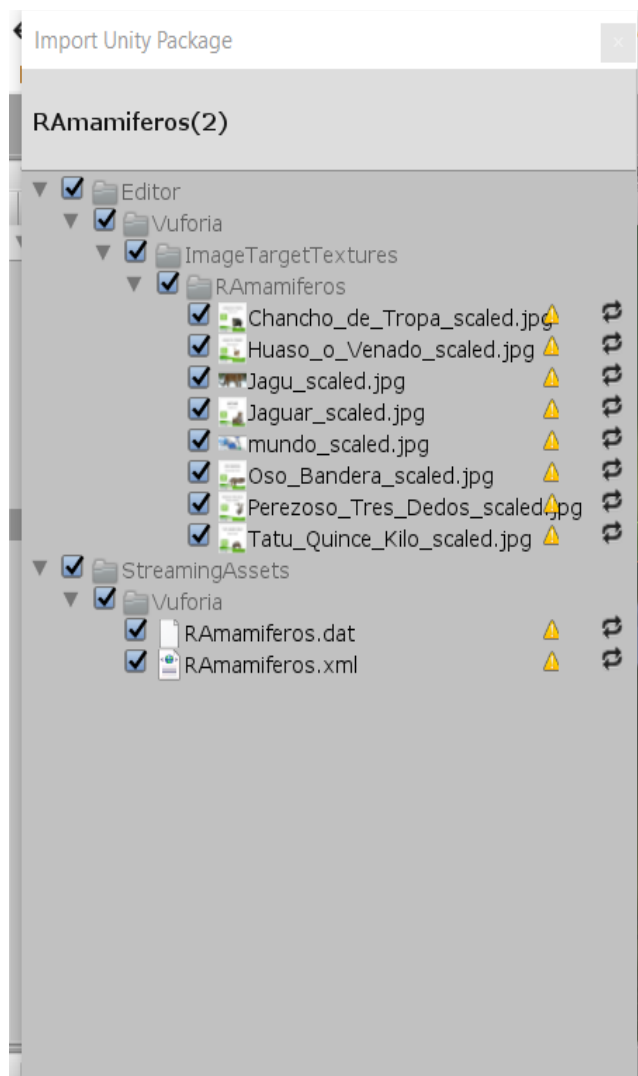 Import Unity Package
RAmamiferos(2)
Editor
Vuforia
ImageTargetTextures
RAmamiferos
Chancho_de_Tropa_scaled.jpg
Huaso_o_Venado_scaled.jpg
Jagu_scaled.jpg
Jaguar_scaled.jpg
mundo_scaled.jpg
Oso_Bandera_scaled.jpg
Perezoso_Tres_Dedos_scaled.jpg
Tatu_Quince_Kilo_scaled.jpg
StreamingAssets
Vuforia
RAmamiferos.dat
RAmamiferos.xml